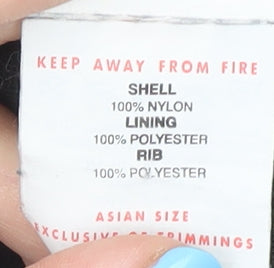 KEEP AWAY FROM FIRE
SHELL
100% NYLON
LINING
100% POLYESTER
RIB
100% POLYESTER
ASIAN SIZE
EXCLUSIVE OF TRIMMINGS